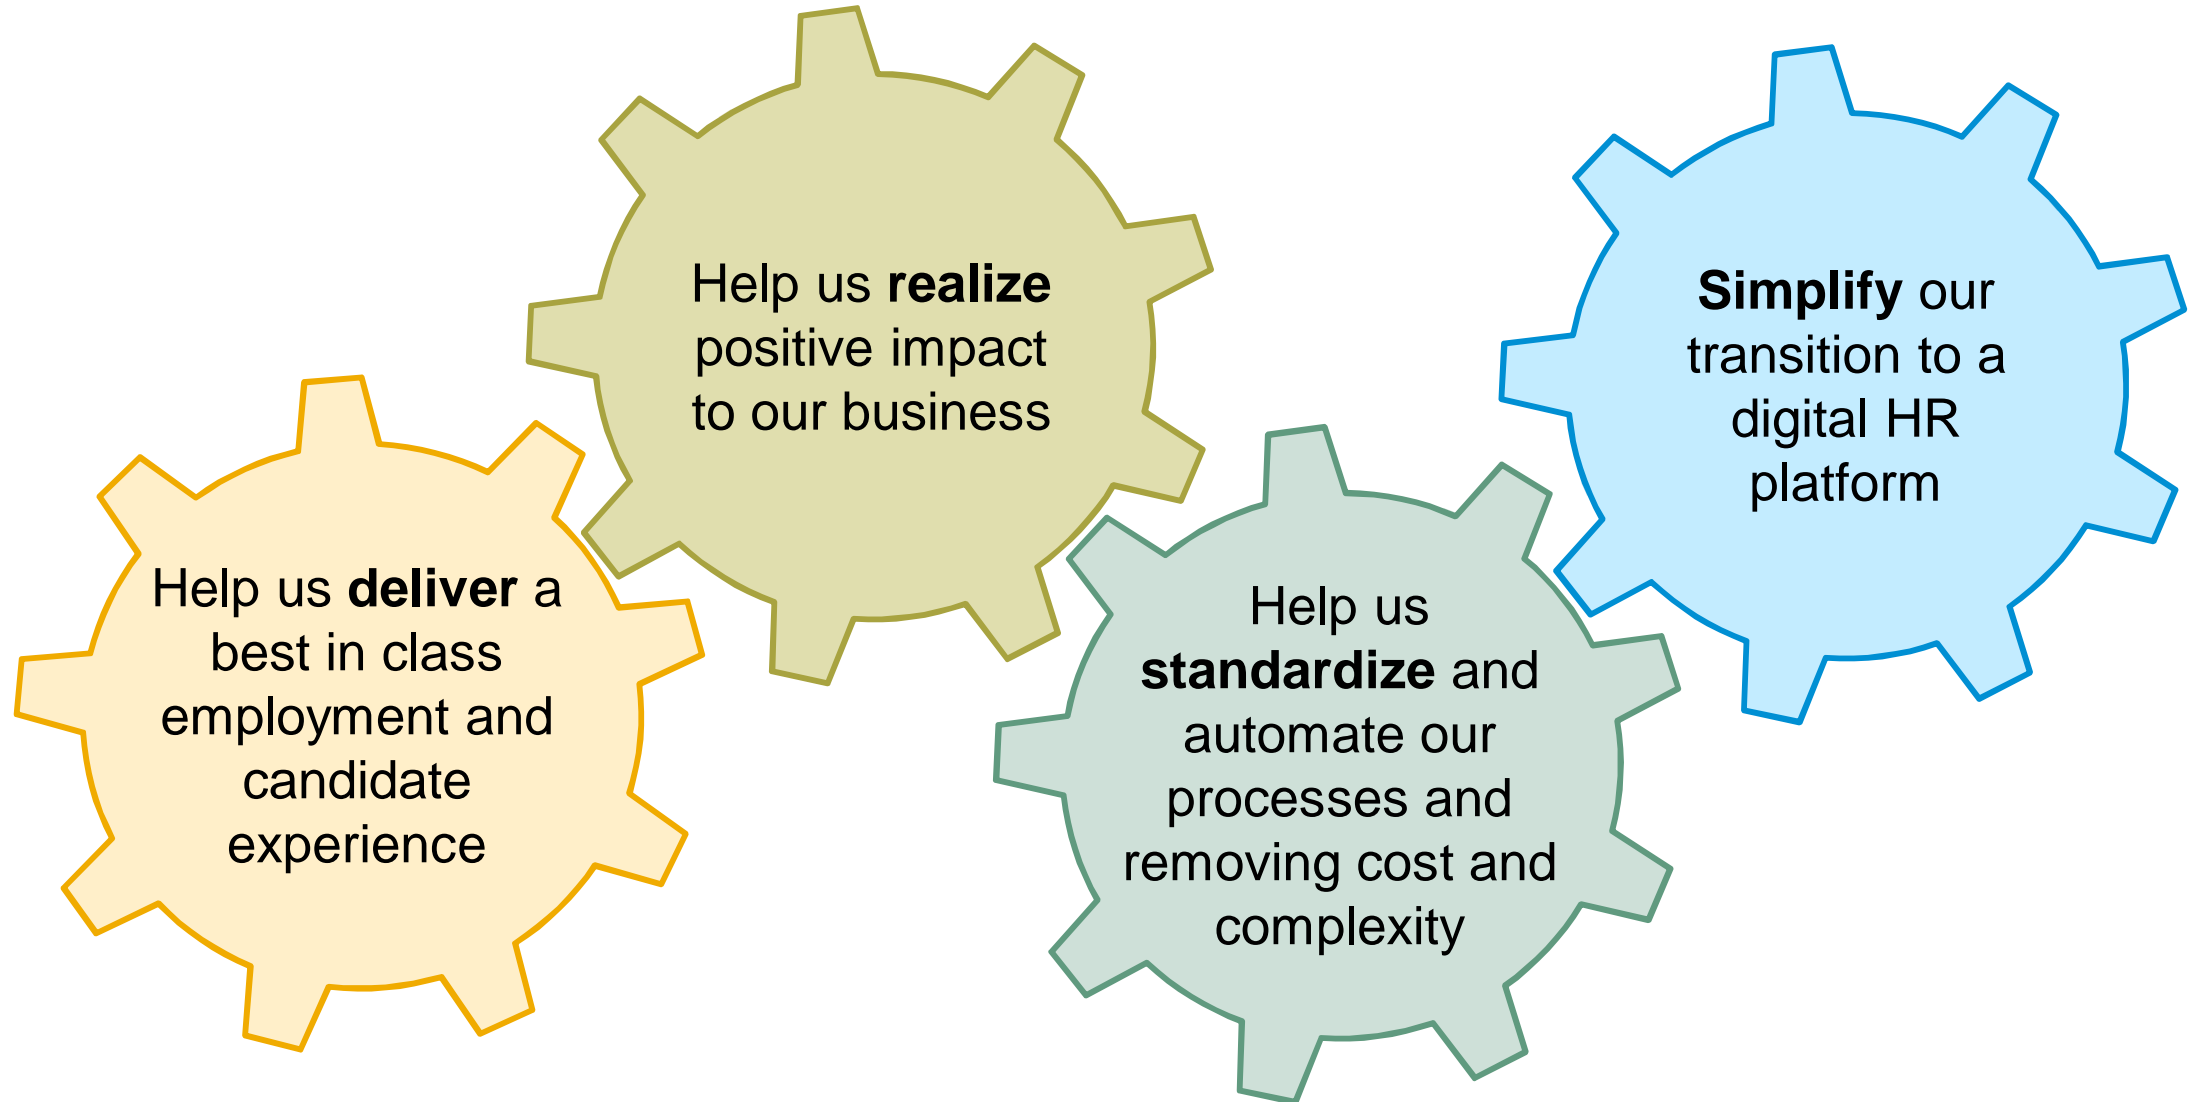 Help us deliver a
best in class
employment and
candidate
experience
Help us realize
positive impact
to our business
Help us
standardize and
automate our
processes and
removing cost and
complexity
Simplify our
transition to a
digital HR
platform